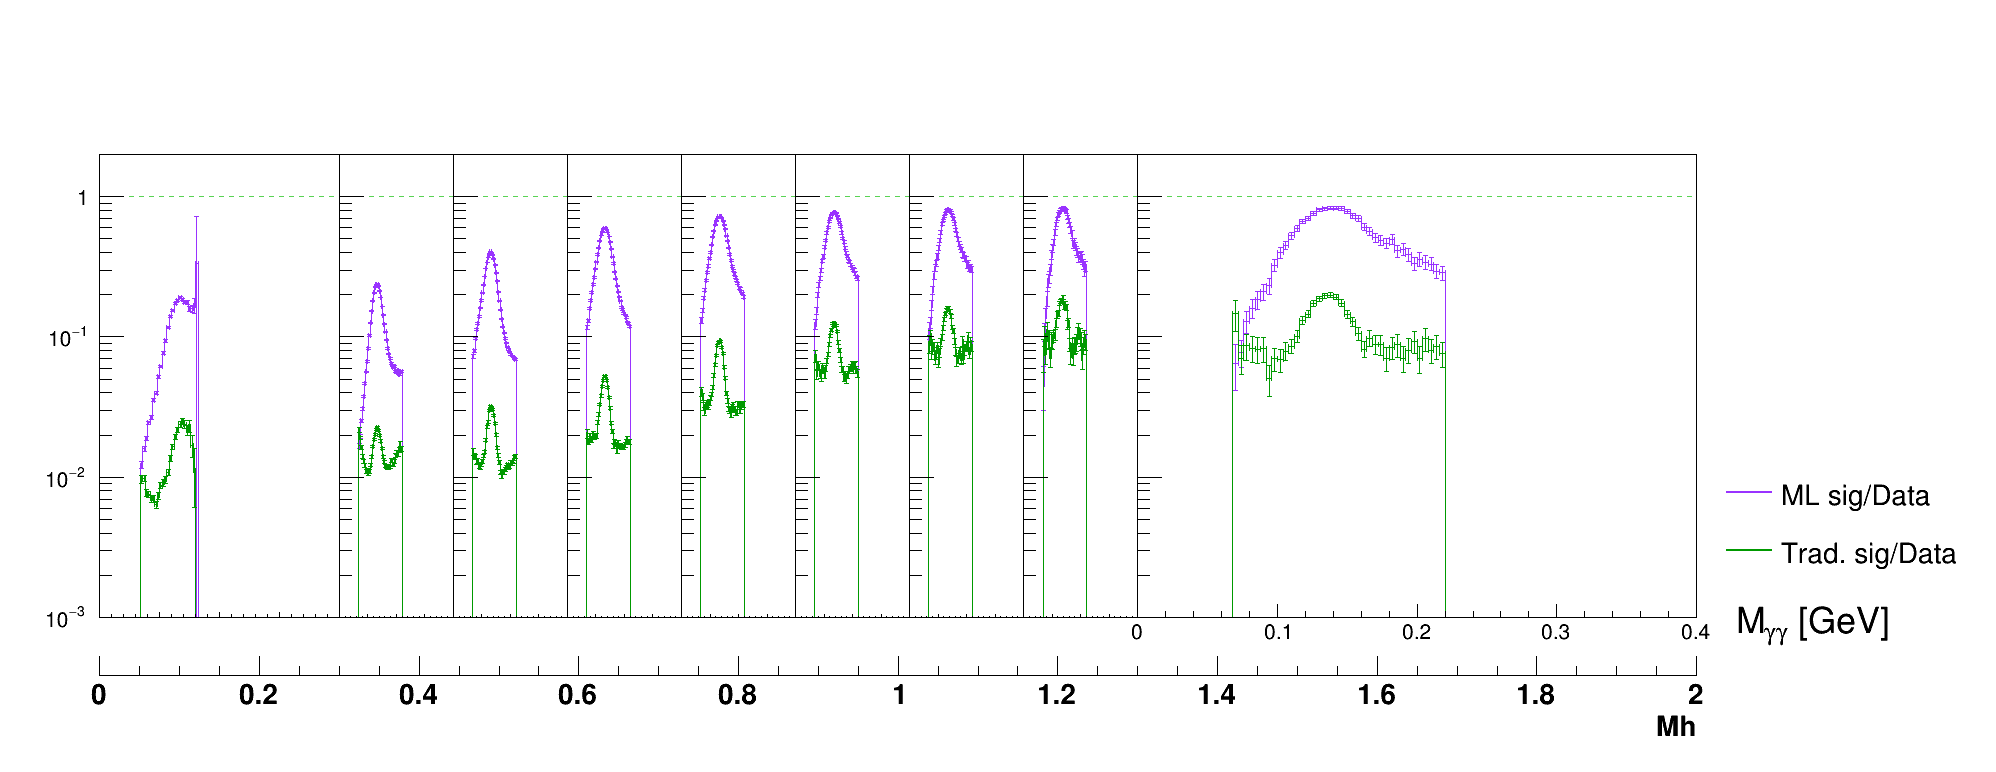 1
10⁻¹
10⁻²
10⁻³
ML sig/Data
Trad. sig/Data
0 0.1 0.2 0.3 0.4
Mγγ [GeV]
0 0.2 0.4 0.6 0.8 1 1.2 1.4 1.6 1.8 2
Mh